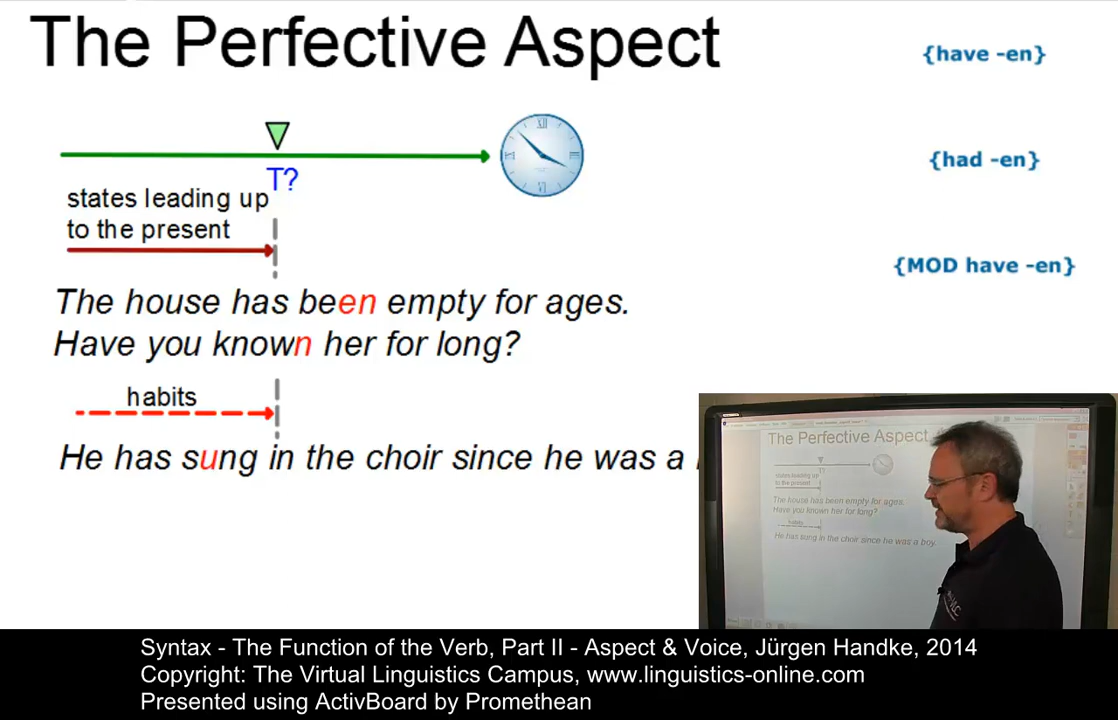 The Perfective Aspect
{have -en}
{had -en}
{MOD have -en}
T?
states leading up
to the present
The house has been empty for ages.
Have you known her for long?
habits
He has sung in the choir since he was a
The Perfective Aspect
T?
states leading up
to the present
The house has been empty for ages.
Have you known her for long?
habits
He has sung in the choir since he was a boy.
Syntax - The Function of the Verb, Part II - Aspect & Voice, Jürgen Handke, 2014
Copyright: The Virtual Linguistics Campus, www.linguistics-online.com
Presented using ActivBoard by Promethean